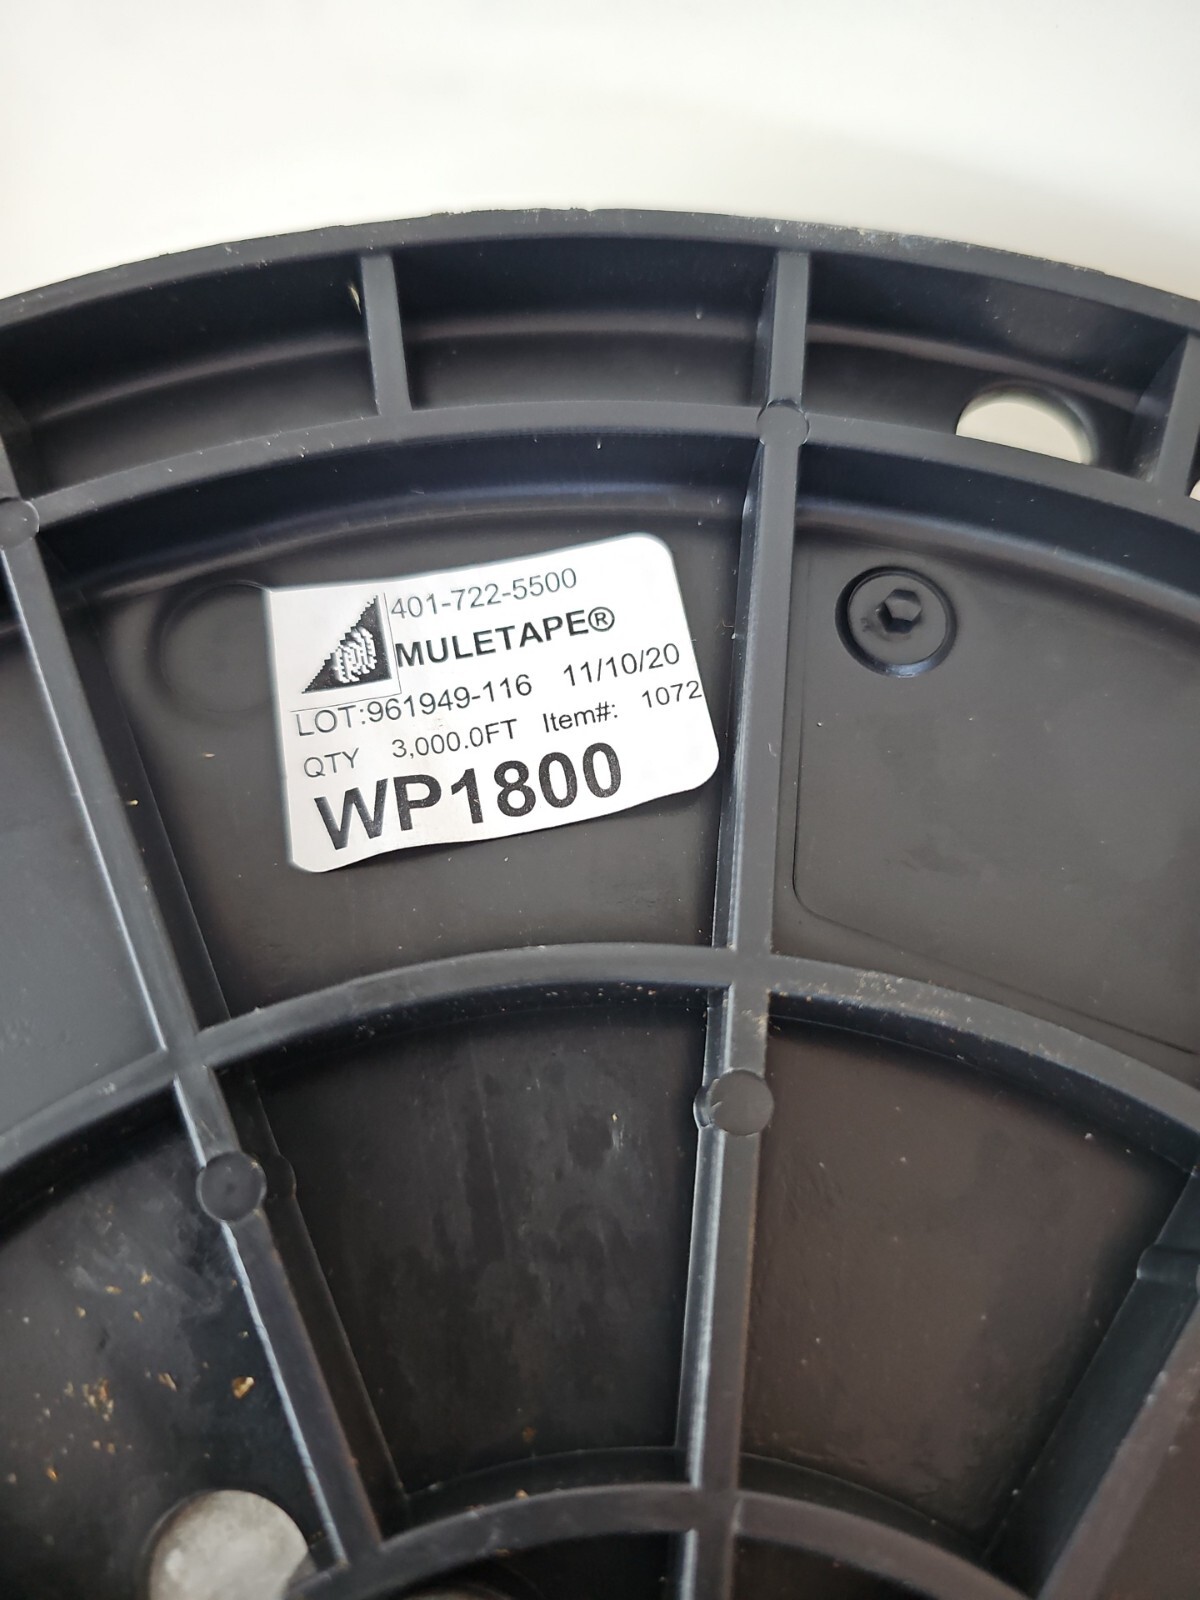 401-722-5500
MULETAPE®
LOT:961949-116 11/10/20
QTY 3,000.0FT Item#: 1072
WP1800